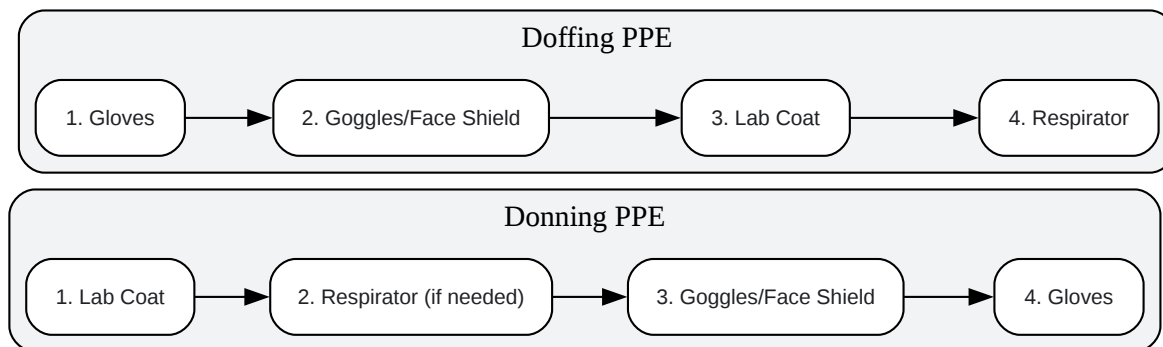 Doffing PPE
1. Gloves
2. Goggles/Face Shield
3. Lab Coat
4. Respirator
Donning PPE
1. Lab Coat
2. Respirator (if needed)
3. Goggles/Face Shield
4. Gloves